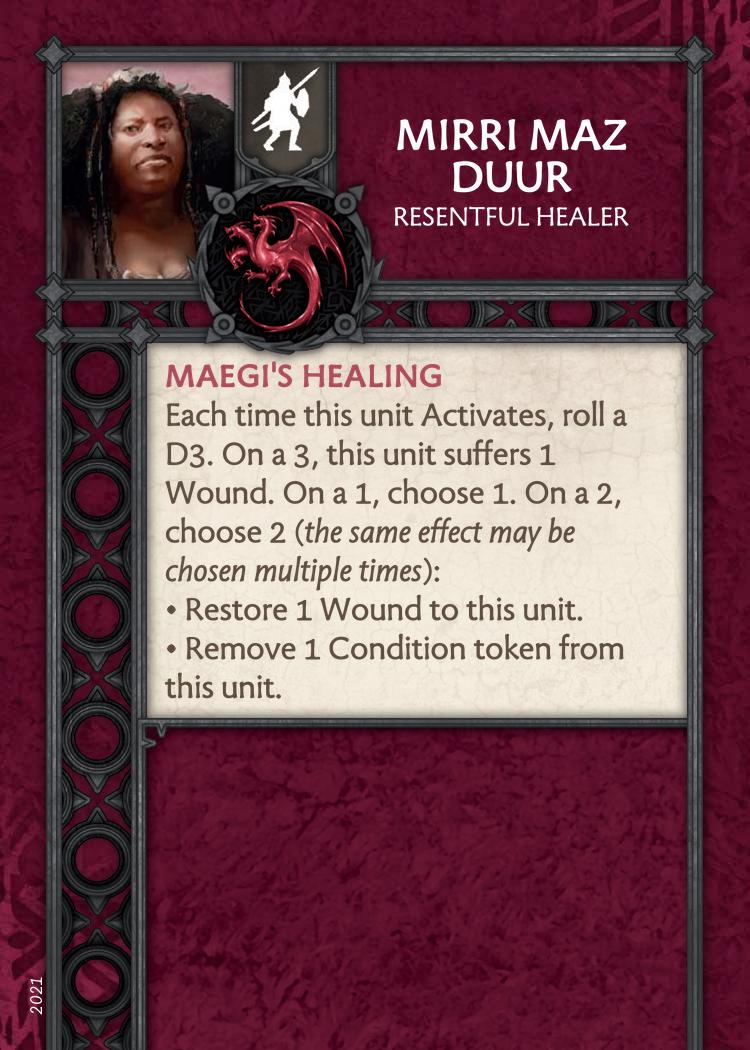 MIRRI MAZ
DUUR
RESENTFUL HEALER
MAEGI'S HEALING
Each time this unit Activates, roll a
D3. On a 3, this unit suffers 1
Wound. On a 1, choose 1. On a 2,
choose 2 (the same effect may be
chosen multiple times):
• Restore 1 Wound to this unit.
• Remove 1 Condition token from
this unit.
2021